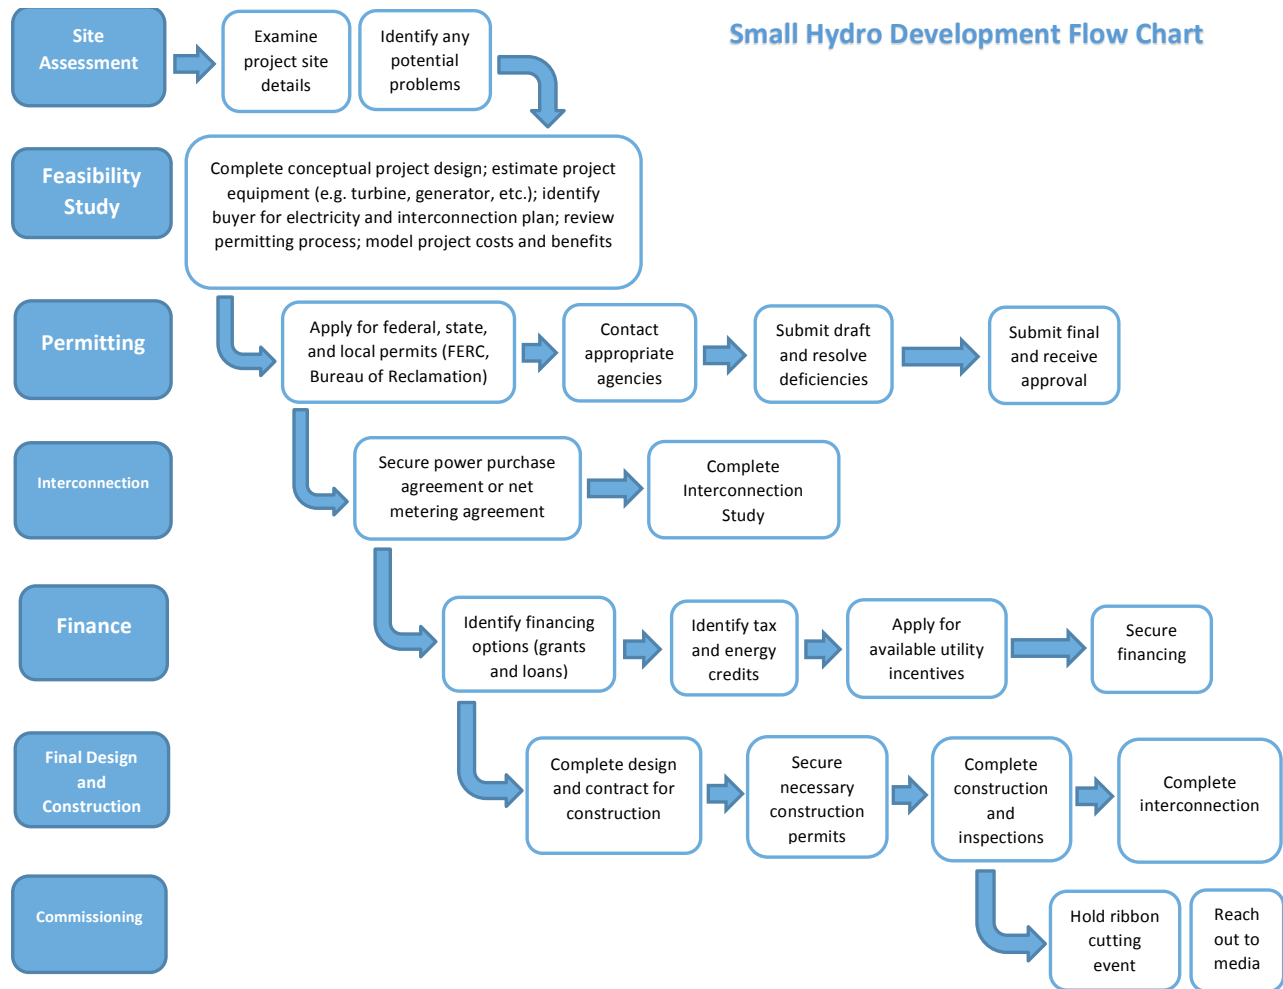 Small Hydro Development Flow Chart
Site
Assessment
Examine
project site
details
Identify any
potential
problems
Feasibility
Study
Complete conceptual project design; estimate project
equipment (e.g. turbine, generator, etc.); identify
buyer for electricity and interconnection plan; review
permitting process; model project costs and benefits
Permitting
Apply for federal, state,
and local permits (FERC,
Bureau of Reclamation)
Contact
appropriate
agencies
Submit draft
and resolve
deficiencies
Submit final
and receive
approval
Interconnection
Secure power purchase
agreement or net
metering agreement
Complete
Interconnection
Study
Finance
Identify financing
options (grants
and loans)
Identify tax
and energy
credits
Apply for
available utility
incentives
Secure
financing
Final Design
and
Construction
Complete design
and contract for
construction
Secure
necessary
construction
permits
Complete
construction
and
inspections
Complete
interconnection
Commissioning
Hold ribbon
cutting
event
Reach
out to
media